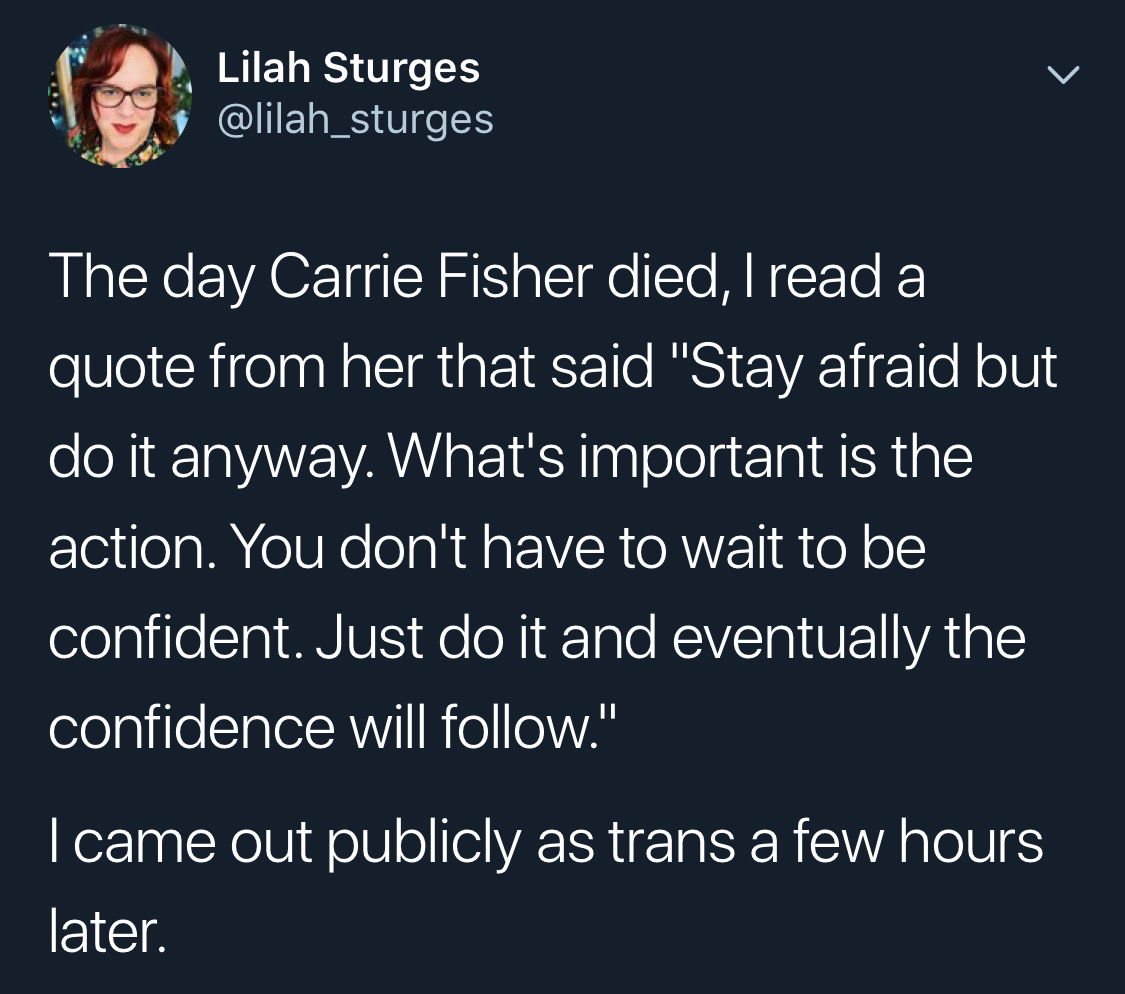 Lilah Sturges
@lilah_sturges
The day Carrie Fisher died, I read a
quote from her that said "Stay afraid but
do it anyway. What's important is the
action. You don't have to wait to be
confident. Just do it and eventually the
confidence will follow."
I came out publicly as trans a few hours
later.